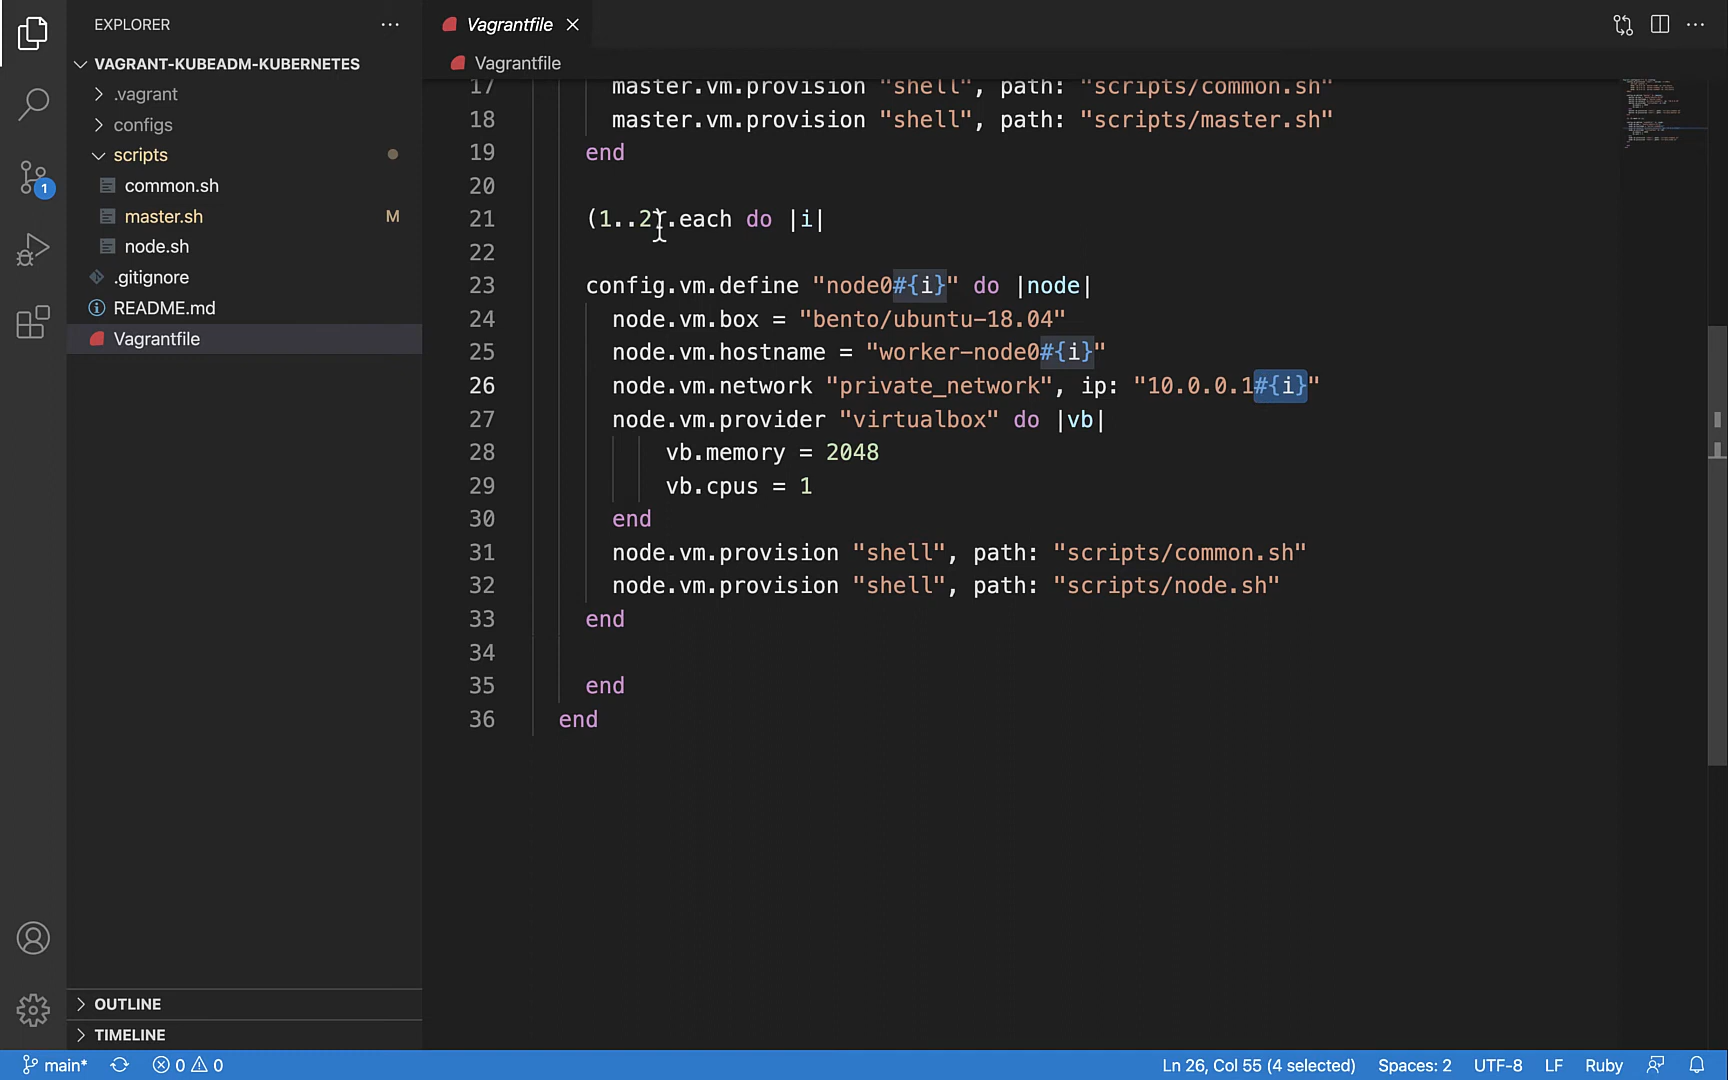 EXPLORER
VAGRANT-KUBEADM-KUBERNETES
.vagrant
configs
scripts
common.sh
master.sh M
node.sh
.gitignore
README.md
Vagrantfile
OUTLINE
TIMELINE
Vagrantfile
Vagrantfile
17 master.vm.provision "shell", path: "scripts/common.sh"
18 master.vm.provision "shell", path: "scripts/master.sh"
19 end
20
21 (1..2).each do |i|
22
23 config.vm.define "node0#{i}" do |node|
24 node.vm.box = "bento/ubuntu-18.04"
25 node.vm.hostname = "worker-node0#{i}"
26 node.vm.network "private_network", ip: "10.0.0.1#{i}"
27 node.vm.provider "virtualbox" do |vb|
28 vb.memory = 2048
29 vb.cpus = 1
30 end
31 node.vm.provision "shell", path: "scripts/common.sh"
32 node.vm.provision "shell", path: "scripts/node.sh"
33 end
34
35 end
36 end
1
main* 0 0 Ln 26, Col 55 (4 selected) Spaces: 2 UTF-8 LF Ruby